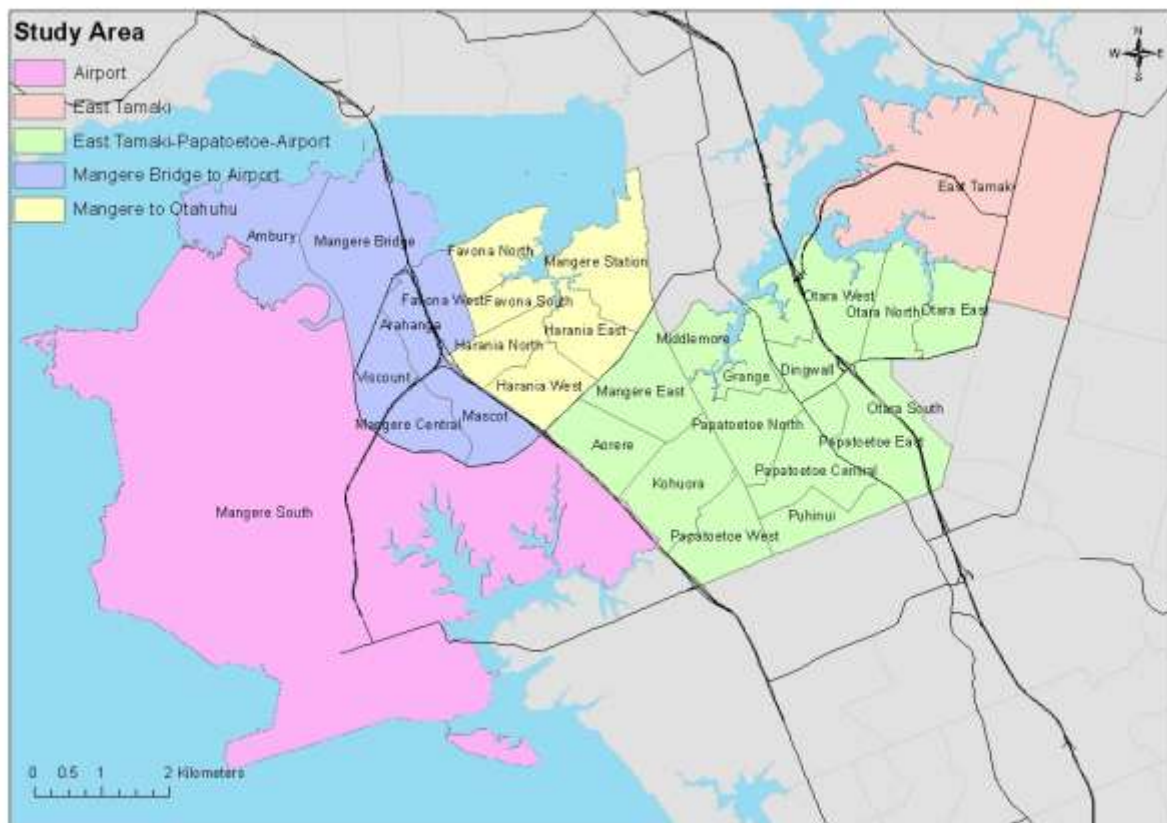 Study Area
Airport
East Tamaki
East Tamaki-Papatoetoe-Airport
Mangere Bridge to Airport
Mangere to Otahuhu
N
W E
S
East Tamaki
Ambury
Mangere Bridge
Favona North
Mangere Station
Favona West
Favona South
Otara West
Otara North
Otara East
Arahanga
Harania East
Harania North
Middlemore
Viscount
Harania West
Mangere East
Grange
Dingwall
Otara South
Mangere Central
Mascot
Aorere
Papatoetoe North
Papatoetoe East
Kohuora
Papatoetoe Central
Mangere South
Puhinui
Papatoetoe West
0 0.5 1 2 Kilometers